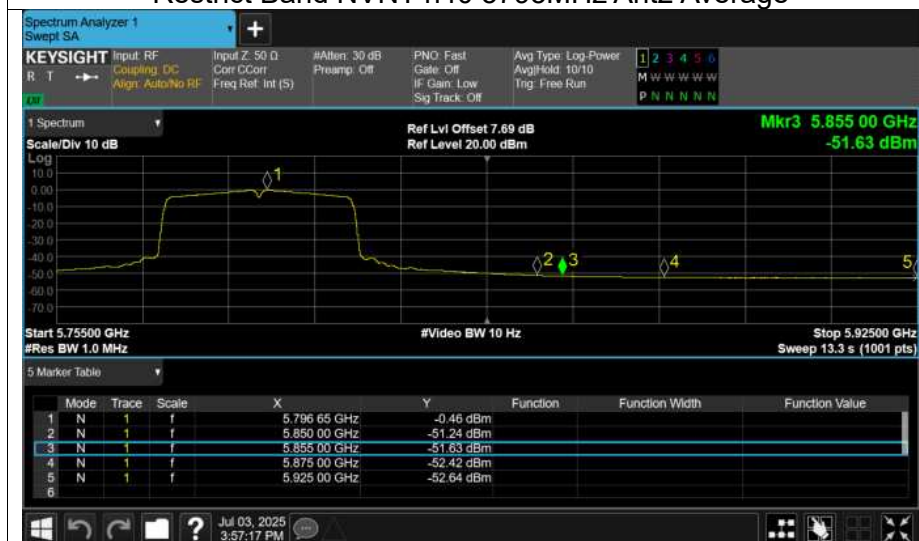 Restrict Band NVNT 11.40 5795MHz Ant2 Average
Spectrum Analyzer 1
Swept SA
+
KEYSIGHT Input: RF Input Z: 50 Ω #Atten: 30 dB PNO: Fast Avg Type: Log-Power 1 2 3 4 5 6
R T Coupling: DC Corr CCorr Preamp: Off Gate: Off Avg|Hold: 10/10 M W W W W W
Align: Auto/No RF Freq Ref: Int (S) IF Gain: Low Trig: Free Run
Sig Track: Off P N N N N N
1 Spectrum Ref Lvl Offset 7.69 dB Mkr3 5.855 00 GHz
Scale/Div 10 dB Ref Level 20.00 dBm -51.63 dBm
Log
10.0
0.00
-10.0
-20.0
-30.0
-40.0
-50.0
-60.0
-70.0
1
2 3 4 5
Start 5.75500 GHz #Video BW 10 Hz Stop 5.92500 GHz
#Res BW 1.0 MHz Sweep 13.3 s (1001 pts)
5 Marker Table
Mode Trace Scale X Y Function Function Width Function Value
1 N 1 f 5.796 65 GHz -0.46 dBm
2 N 1 f 5.850 00 GHz -51.24 dBm
3 N 1 f 5.855 00 GHz -51.63 dBm
4 N 1 f 5.875 00 GHz -52.42 dBm
5 N 1 f 5.925 00 GHz -52.64 dBm
6
? Jul 03, 2025
3:57:17 PM